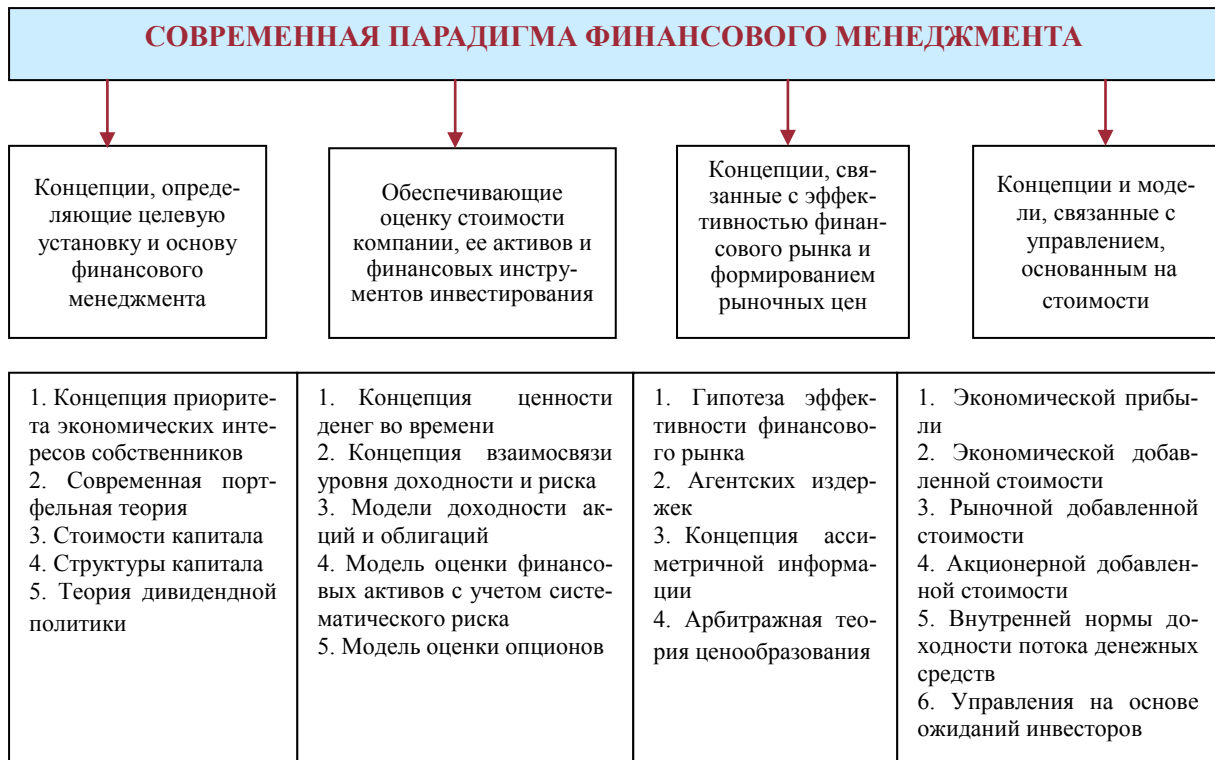 СОВРЕМЕННАЯ ПАРАДИГМА ФИНАНСОВОГО МЕНЕДЖМЕНТА
Концепции, опреде-
ляющие целевую
установку и основу
финансового
менеджмента
Обеспечивающие
оценку стоимости
компании, ее активов и
финансовых инстру-
ментов инвестирования
Концепции, свя-
занные с эффек-
тивностью финан-
сового рынка и
формированием
рыночных цен
Концепции и моде-
ли, связанные с
управлением,
основанным на
стоимости
1. Концепция приорите-
та экономических инте-
ресов собственников
2. Современная порт-
фельная теория
3. Стоимости капитала
4. Структуры капитала
5. Теория дивидендной
политики
1. Концепция ценности
денег во времени
2. Концепция взаимосвязи
уровня доходности и риска
3. Модели доходности ак-
ций и облигаций
4. Модель оценки финансо-
вых активов с учетом систе-
матического риска
5. Модель оценки опционов
1. Гипотеза эффек-
тивности финансово-
го рынка
2. Агентских издер-
жек
3. Концепция асси-
метричной информа-
ции
4. Арбитражная тео-
рия ценообразования
1. Экономической прибы-
ли
2. Экономической добав-
ленной стоимости
3. Рыночной добавленной
стоимости
4. Акционерной добавлен-
ной стоимости
5. Внутренней нормы до-
ходности потока денежных
средств
6. Управления на основе
ожиданий инвесторов